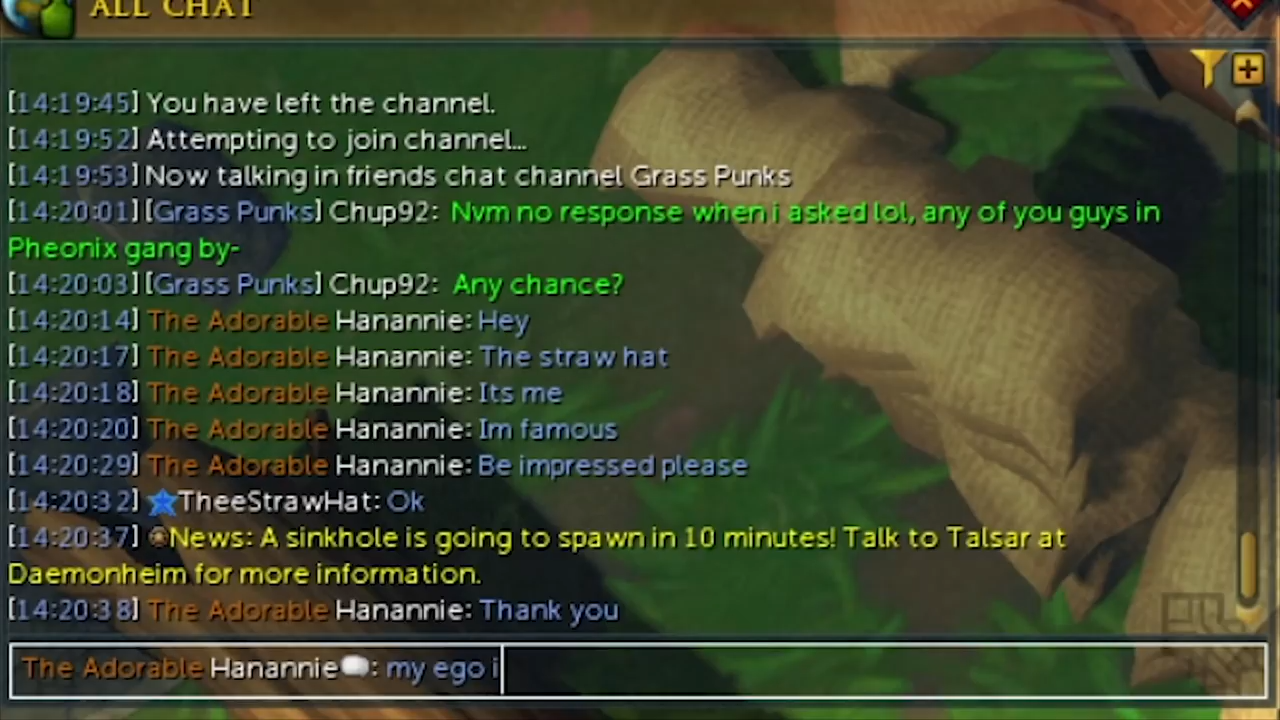 ALL CHAT
[14:19:45] You have left the channel.
[14:19:52] Attempting to join channel...
[14:19:53] Now talking in friends chat channel Grass Punks
[14:20:01] [Grass Punks] Chup92: Nvm no response when i asked lol, any of you guys in
Pheonix gang by-
[14:20:03] [Grass Punks] Chup92: Any chance?
[14:20:14] The Adorable Hanannie: Hey
[14:20:17] The Adorable Hanannie: The straw hat
[14:20:18] The Adorable Hanannie: Its me
[14:20:20] The Adorable Hanannie: Im famous
[14:20:29] The Adorable Hanannie: Be impressed please
[14:20:32] TheeStrawHat: Ok
[14:20:37] News: A sinkhole is going to spawn in 10 minutes! Talk to Talsar at
Daemonheim for more information.
[14:20:38] The Adorable Hanannie: Thank you
The Adorable Hanannie: my ego i